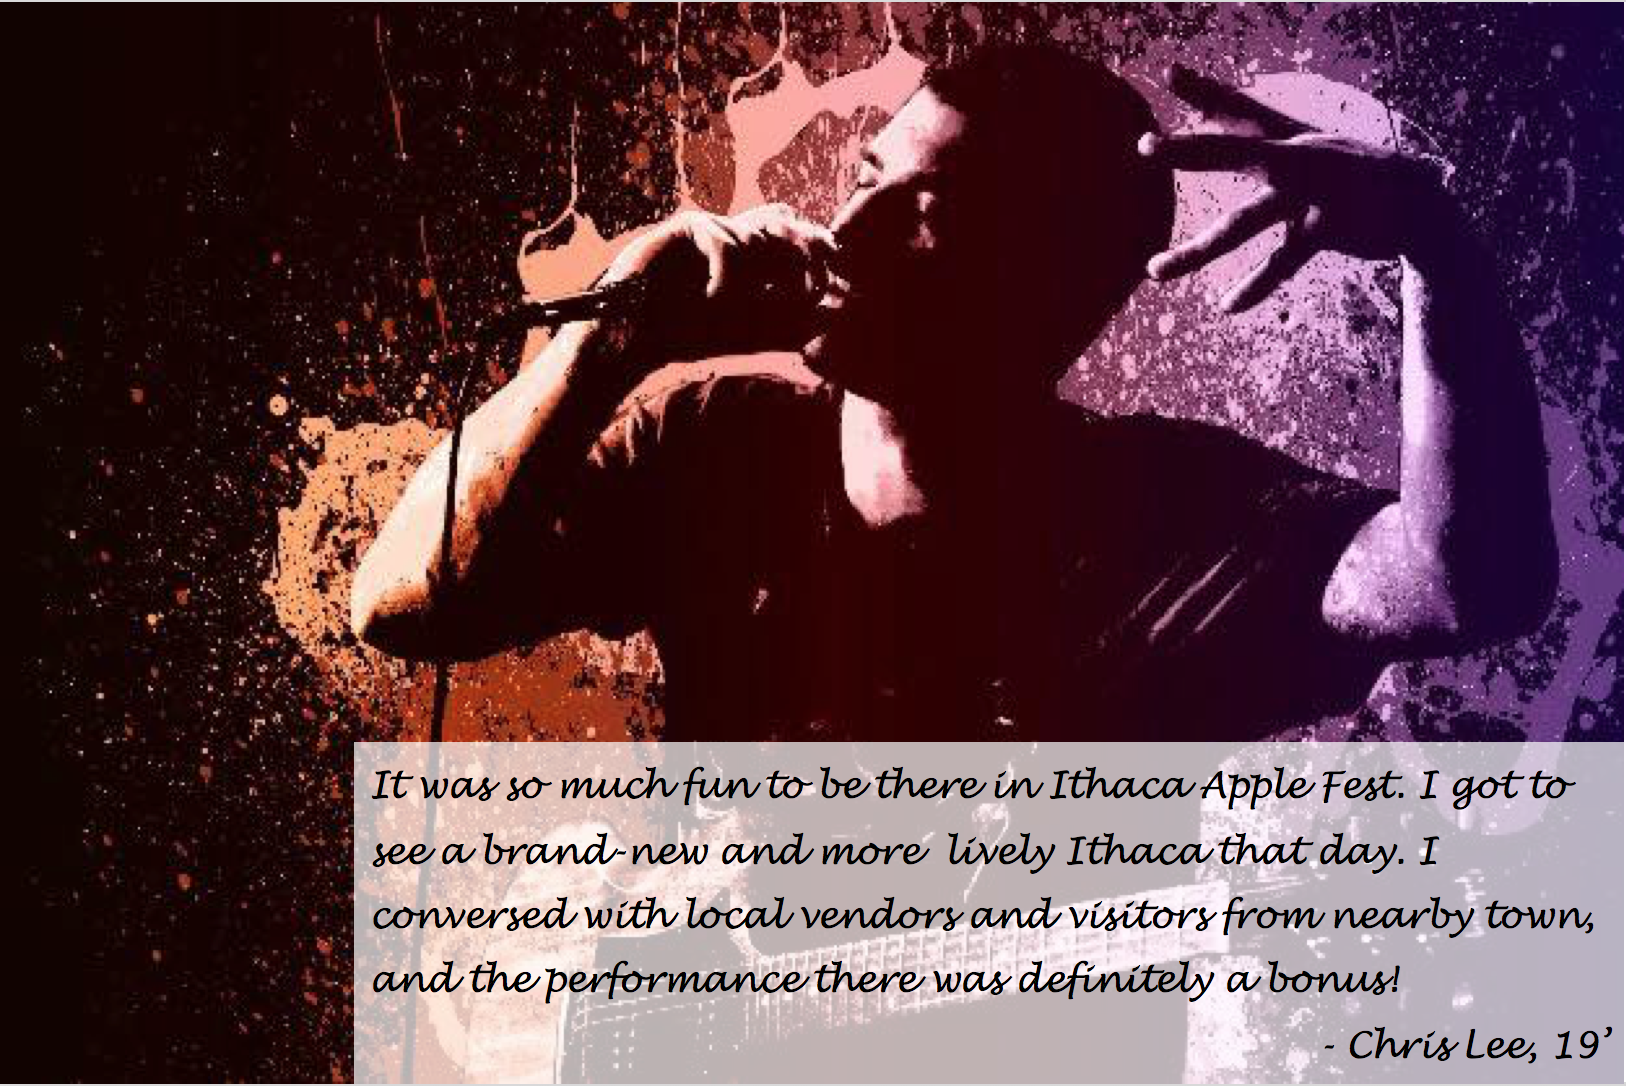 It was so much fun to be there in Ithaca Apple Fest. I got to
see a brand-new and more  lively Ithaca that day. I
conversed with local vendors and visitors from nearby town,
and the performance there was definitely a bonus!
- Chris Lee, 19’